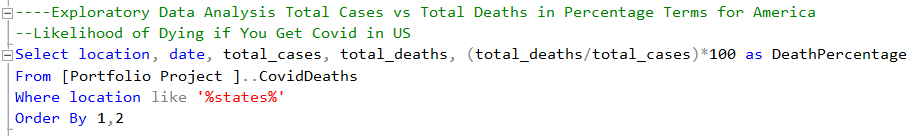 ----Exploratory Data Analysis Total Cases vs Total Deaths in Percentage Terms for America
--Likelihood of Dying if You Get Covid in US
Select location, date, total_cases, total_deaths, (total_deaths/total_cases)*100 as DeathPercentage
From [Portfolio Project ]..CovidDeaths
Where location like '%states%'
Order By 1,2